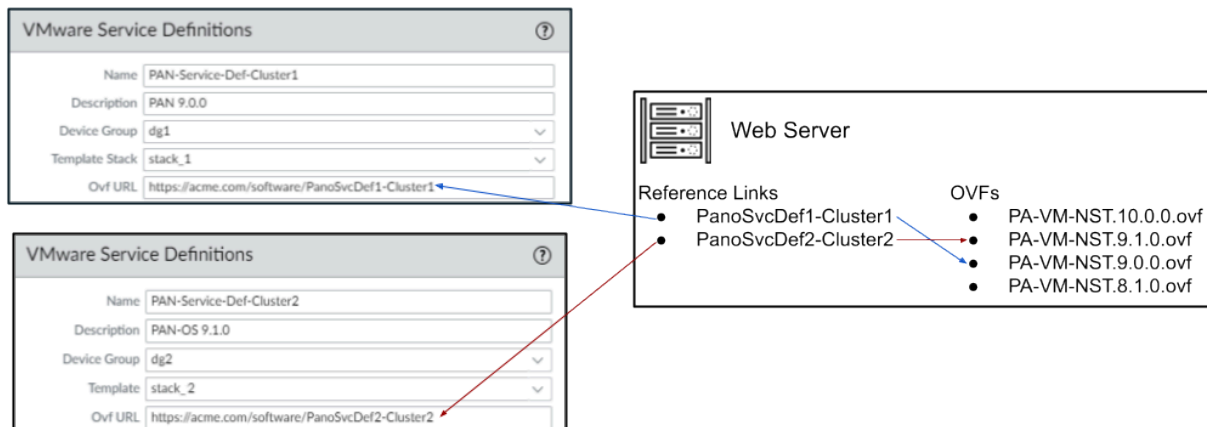 VMware Service Definitions
Name PAN-Service-Def-Cluster1
Description PAN 9.0.0
Device Group dg1
Template Stack stack_1
Ovf URL https://acme.com/software/PanoSvcDef1-Cluster1
VMware Service Definitions
Name PAN-Service-Def-Cluster2
Description PAN-OS 9.1.0
Device Group dg2
Template stack_2
Ovf URL https://acme.com/software/PanoSvcDef2-Cluster2
Web Server
Reference Links
PanoSvcDef1-Cluster1
PanoSvcDef2-Cluster2
OVFs
PA-VM-NST.10.0.0.ovf
PA-VM-NST.9.1.0.ovf
PA-VM-NST.9.0.0.ovf
PA-VM-NST.8.1.0.ovf